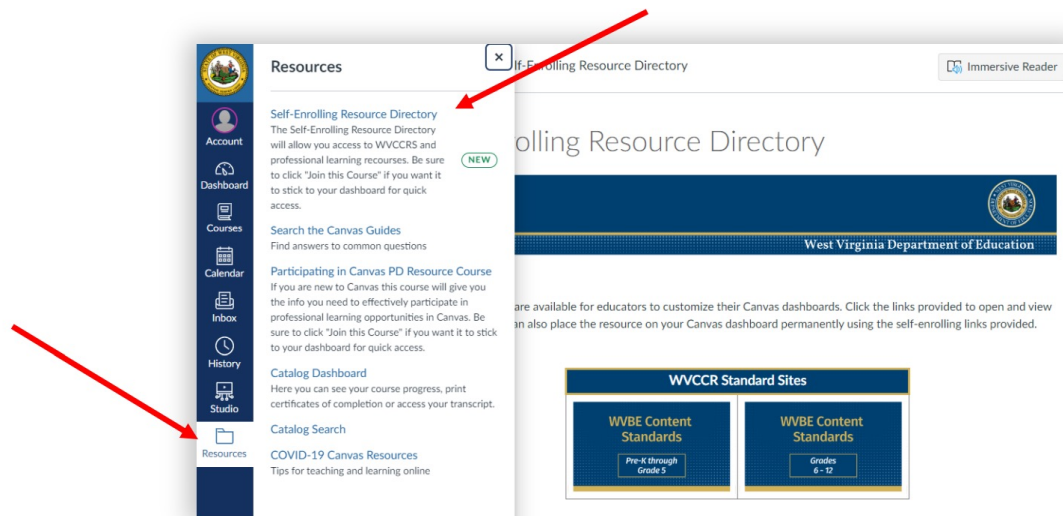 Account
Dashboard
Courses
Calendar
Inbox
History
Studio
Resources
Resources
×
Self-Enrolling Resource Directory
The Self-Enrolling Resource Directory
will allow you access to WVCCRS and
professional learning recourses. Be sure
to click "Join this Course" if you want it
to stick to your dashboard for quick
access.
NEW
Search the Canvas Guides
Find answers to common questions
Participating in Canvas PD Resource Course
If you are new to Canvas this course will give you
the info you need to effectively participate in
professional learning opportunities in Canvas. Be
sure to click "Join this Course" if you want it to stick
to your dashboard for quick access.
Catalog Dashboard
Here you can see your course progress, print
certificates of completion or access your transcript.
Catalog Search
COVID-19 Canvas Resources
Tips for teaching and learning online
lf-Enrolling Resource Directory
Immersive Reader
olling Resource Directory
West Virginia Department of Education
are available for educators to customize their Canvas dashboards. Click the links provided to open and view
an also place the resource on your Canvas dashboard permanently using the self-enrolling links provided.
WVCCR Standard Sites
WVBE Content
Standards
Pre-K through
Grade 5
WVBE Content
Standards
Grades
6 - 12